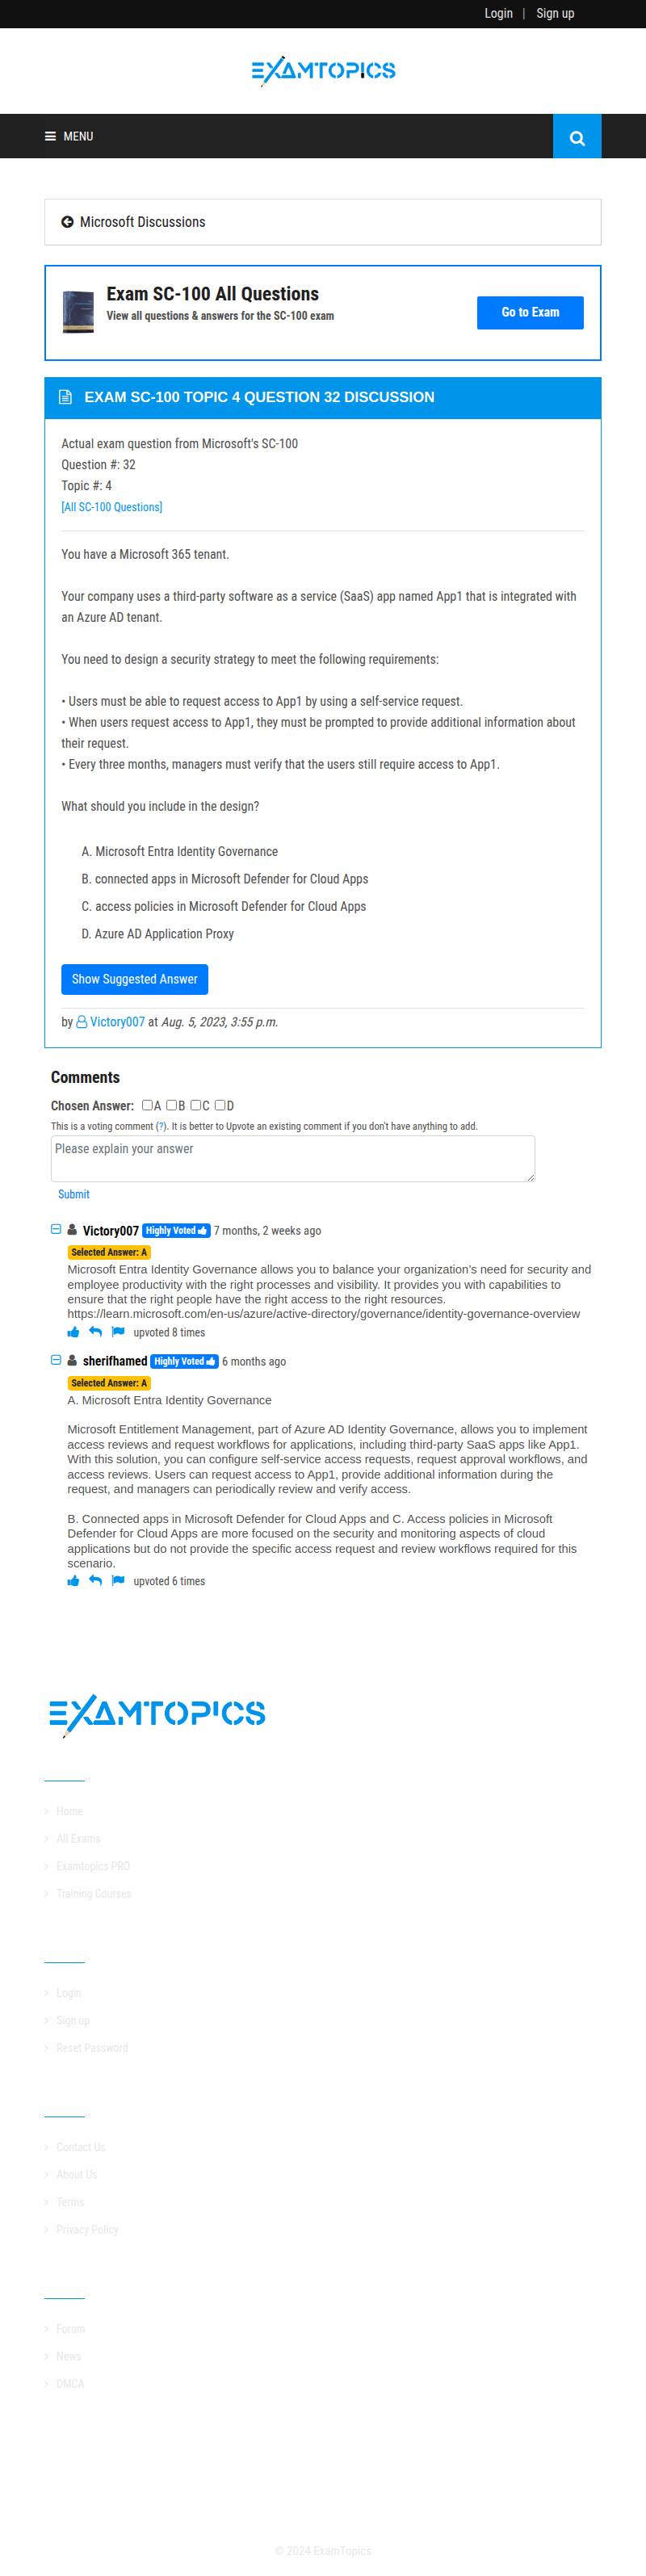 Login | Sign up
EXAMTOPICS
MENU
Microsoft Discussions
Exam SC-100 All Questions
View all questions & answers for the SC-100 exam
Go to Exam
EXAM SC-100 TOPIC 4 QUESTION 32 DISCUSSION
Actual exam question from Microsoft's SC-100
Question #: 32
Topic #: 4
[All SC-100 Questions]
You have a Microsoft 365 tenant.
Your company uses a third-party software as a service (SaaS) app named App1 that is integrated with
an Azure AD tenant.
You need to design a security strategy to meet the following requirements:
• Users must be able to request access to App1 by using a self-service request.
• When users request access to App1, they must be prompted to provide additional information about
their request.
• Every three months, managers must verify that the users still require access to App1.
What should you include in the design?
A. Microsoft Entra Identity Governance
B. connected apps in Microsoft Defender for Cloud Apps
C. access policies in Microsoft Defender for Cloud Apps
D. Azure AD Application Proxy
Show Suggested Answer
by Victory007 at Aug. 5, 2023, 3:55 p.m.
Comments
Chosen Answer: A B C D
This is a voting comment (?). It is better to Upvote an existing comment if you don't have anything to add.
Please explain your answer
Submit
Victory007 Highly Voted 7 months, 2 weeks ago
Selected Answer: A
Microsoft Entra Identity Governance allows you to balance your organization's need for security and
employee productivity with the right processes and visibility. It provides you with capabilities to
ensure that the right people have the right access to the right resources.
https://learn.microsoft.com/en-us/azure/active-directory/governance/identity-governance-overview
upvoted 8 times
sherifhamed Highly Voted 6 months ago
Selected Answer: A
A. Microsoft Entra Identity Governance
Microsoft Entitlement Management, part of Azure AD Identity Governance, allows you to implement
access reviews and request workflows for applications, including third-party SaaS apps like App1.
With this solution, you can configure self-service access requests, request approval workflows, and
access reviews. Users can request access to App1, provide additional information during the
request, and managers can periodically review and verify access.
B. Connected apps in Microsoft Defender for Cloud Apps and C. Access policies in Microsoft
Defender for Cloud Apps are more focused on the security and monitoring aspects of cloud
applications but do not provide the specific access request and review workflows required for this
scenario.
upvoted 6 times
EXAMTOPICS
Home
All Exams
Examtopics PRO
Training Courses
Login
Sign up
Reset Password
Contact Us
About Us
Terms
Privacy Policy
Forum
News
DMCA
© 2024 ExamTopics